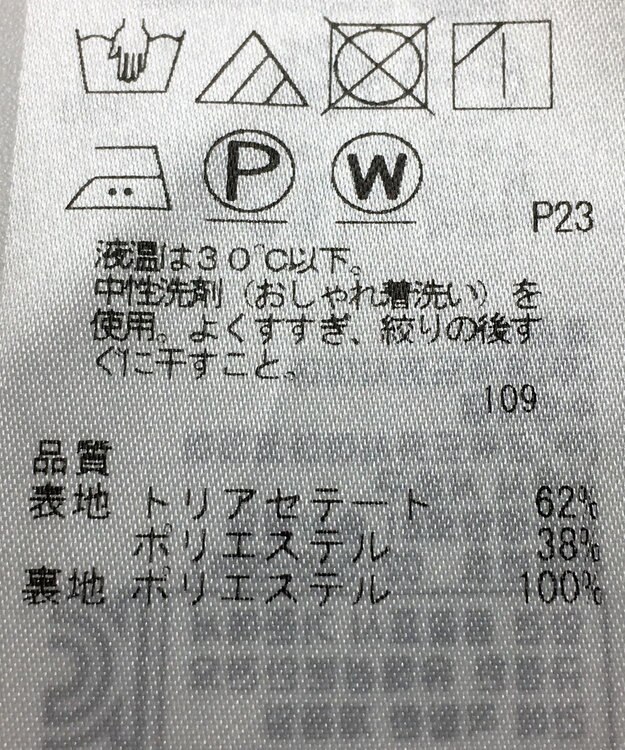 P
W
P23
液温は30℃以下。
中性洗剤（おしゃれ着洗い）を
使用。よくすすぎ、絞りの後す
ぐに干すこと。
109
品質
表地 トリアセテート 62%
ポリエステル 38%
裏地 ポリエステル 100%